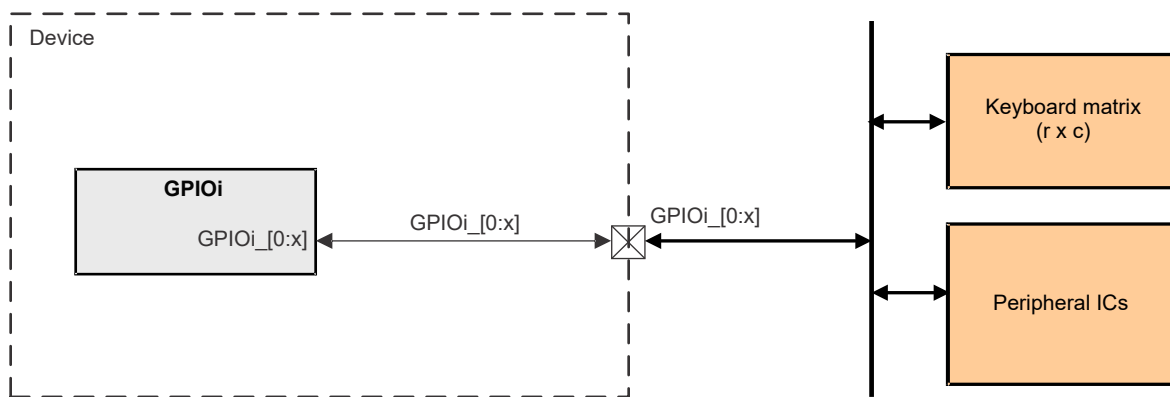 Device
GPIOi
GPIOi_[0:x]
GPIOi_[0:x]
GPIOi_[0:x]
Keyboard matrix
(r x c)
Peripheral ICs